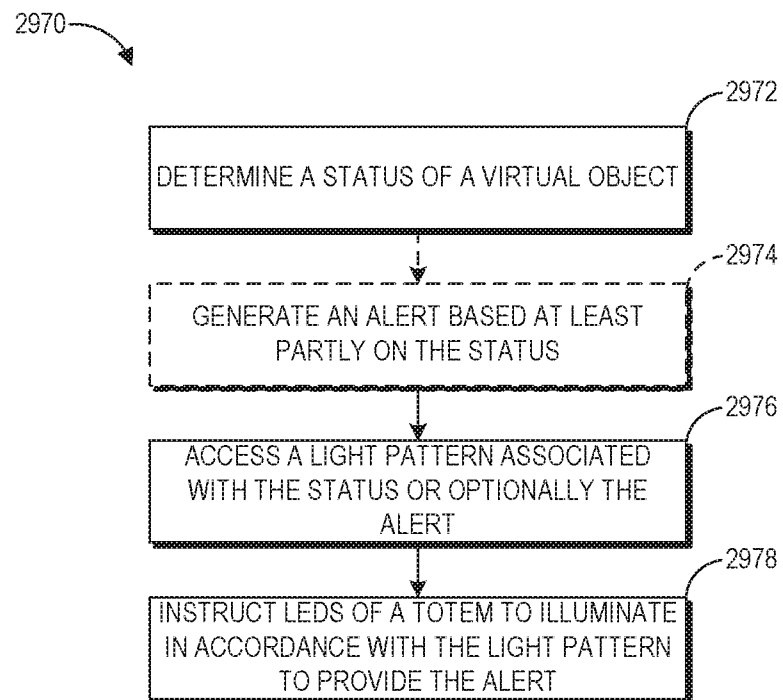 2970
2972
DETERMINE A STATUS OF A VIRTUAL OBJECT
2974
GENERATE AN ALERT BASED AT LEAST
PARTLY ON THE STATUS
2976
ACCESS A LIGHT PATTERN ASSOCIATED
WITH THE STATUS OR OPTIONALLY THE
ALERT
2978
INSTRUCT LEDS OF A TOTEM TO ILLUMINATE
IN ACCORDANCE WITH THE LIGHT PATTERN
TO PROVIDE THE ALERT